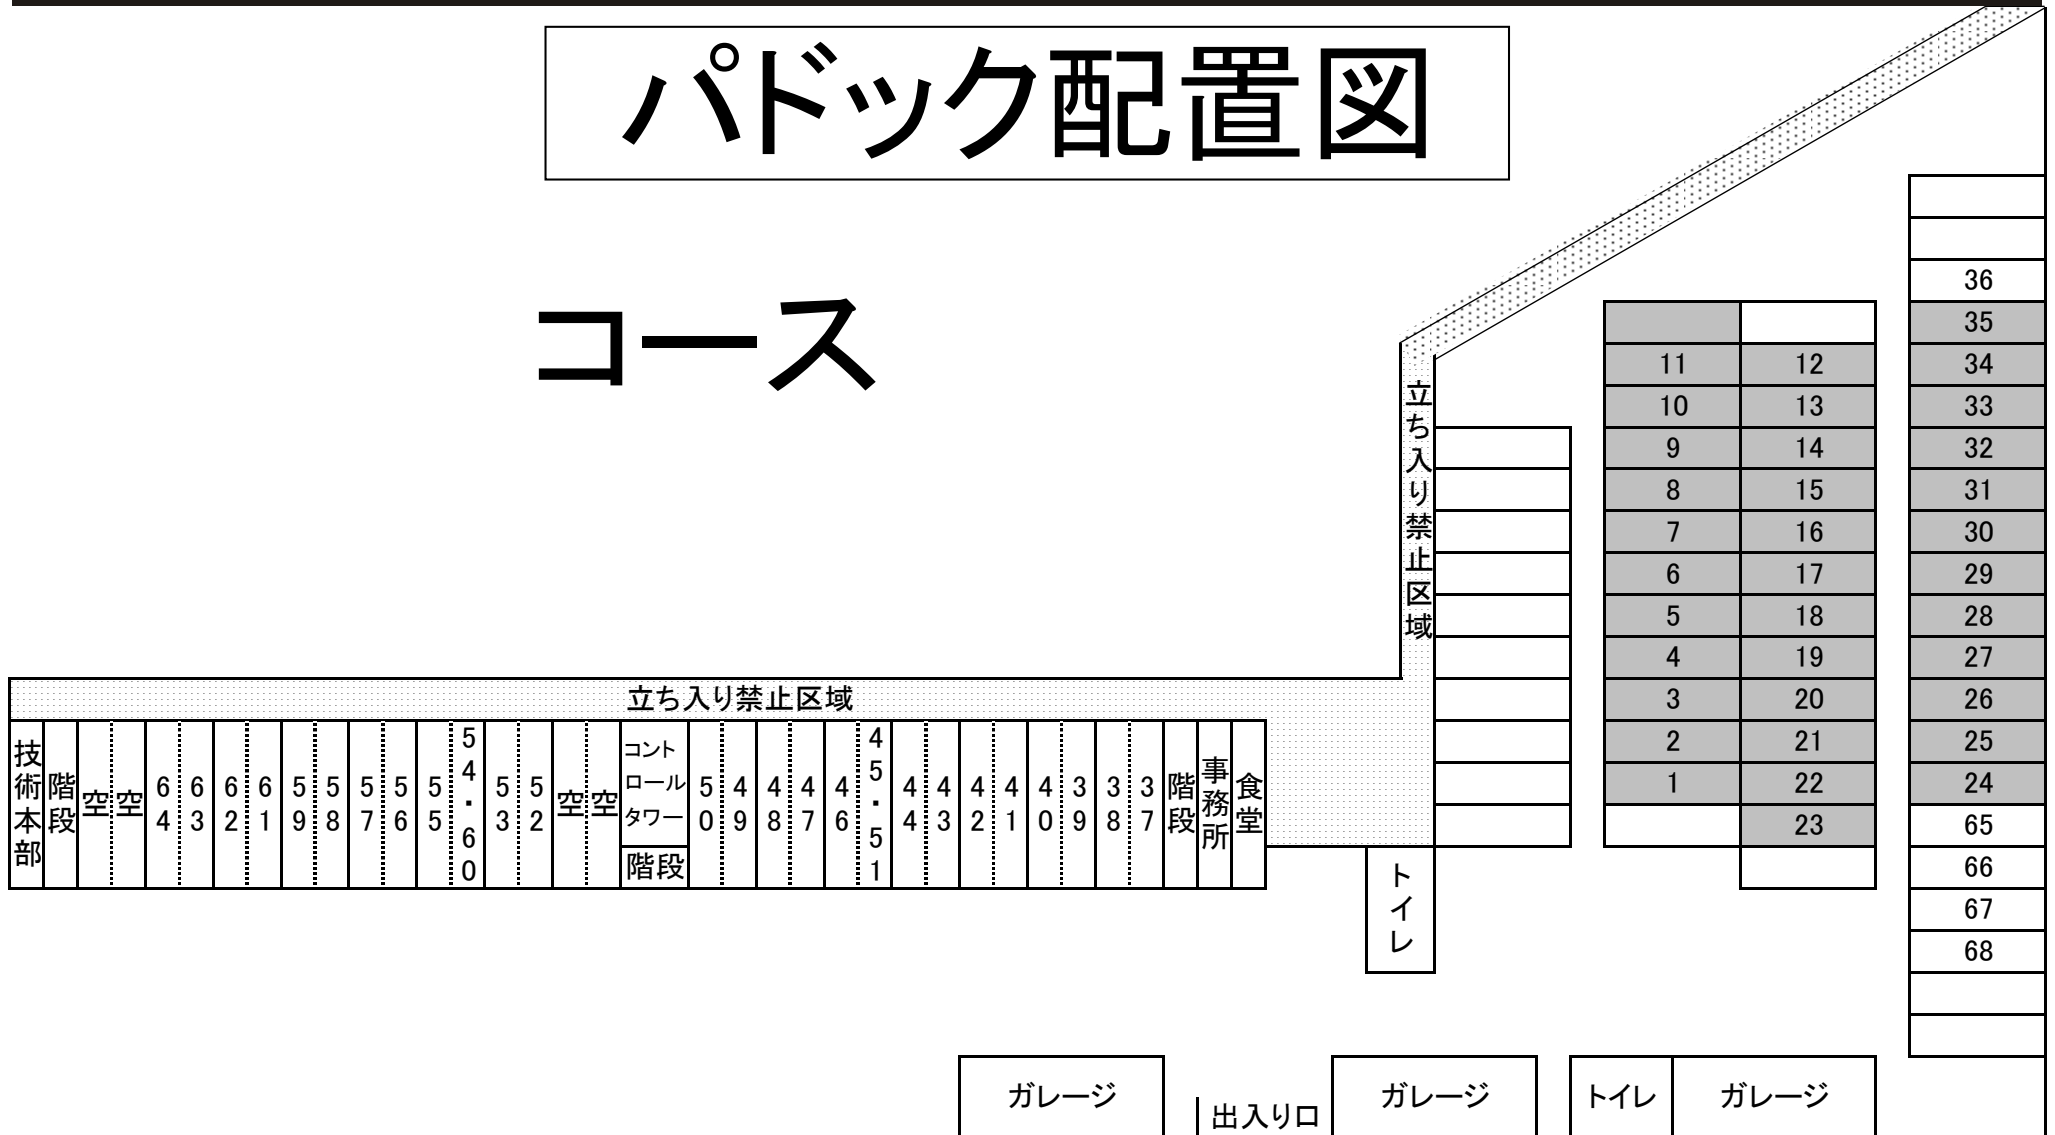 パドック配置図
コース
立ち入り禁止区域
36
35
11 12 34
10 13 33
9 14 32
8 15 31
7 16 30
6 17 29
5 18 28
4 19 27
3 20 26
2 21 25
1 22 24
23 65
66
67
68
立ち入り禁止区域
技術本部
階段
空
空
64
63
62
61
59
58
57
56
55
54・60
53
52
空
空
コント
ロール
タワー
階段
50
49
48
47
46
45・51
44
43
42
41
40
39
38
37
階段
事務所
食堂
トイレ
ガレージ
出入り口
ガレージ
トイレ
ガレージ